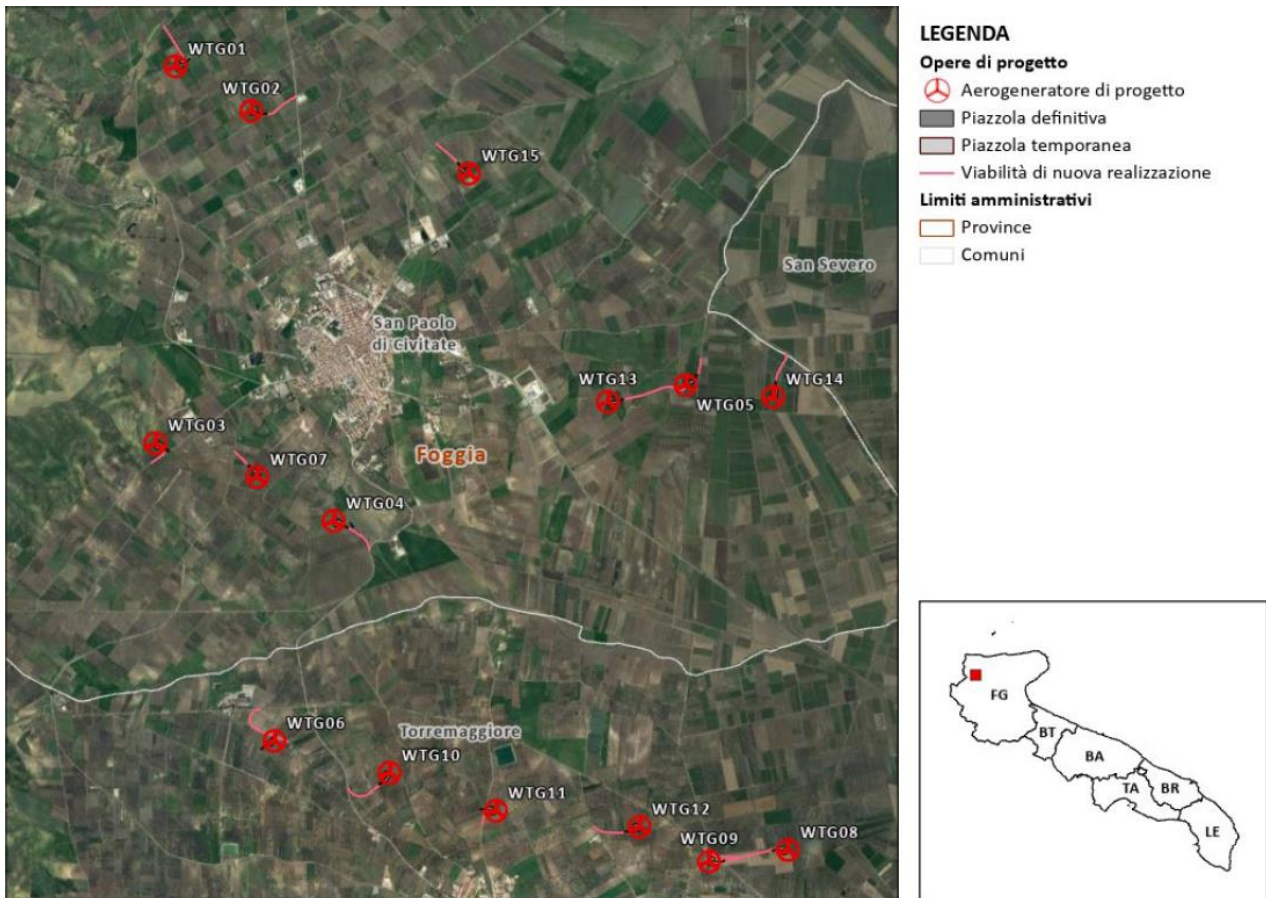 WTG01
WTG02
WTG15
San Severo
San Paolo
di Civitate
WTG13
WTG14
WTG05
WTG03
Foggia
WTG07
WTG04
WTG06
Torremaggiore
WTG10
WTG11
WTG12
WTG09
WTG08
LEGENDA
Opere di progetto
Aerogeneratore di progetto
Piazzola definitiva
Piazzola temporanea
Viabilità di nuova realizzazione
Limiti amministrativi
Province
Comuni
FG
BT
BA
TA
BR
LE